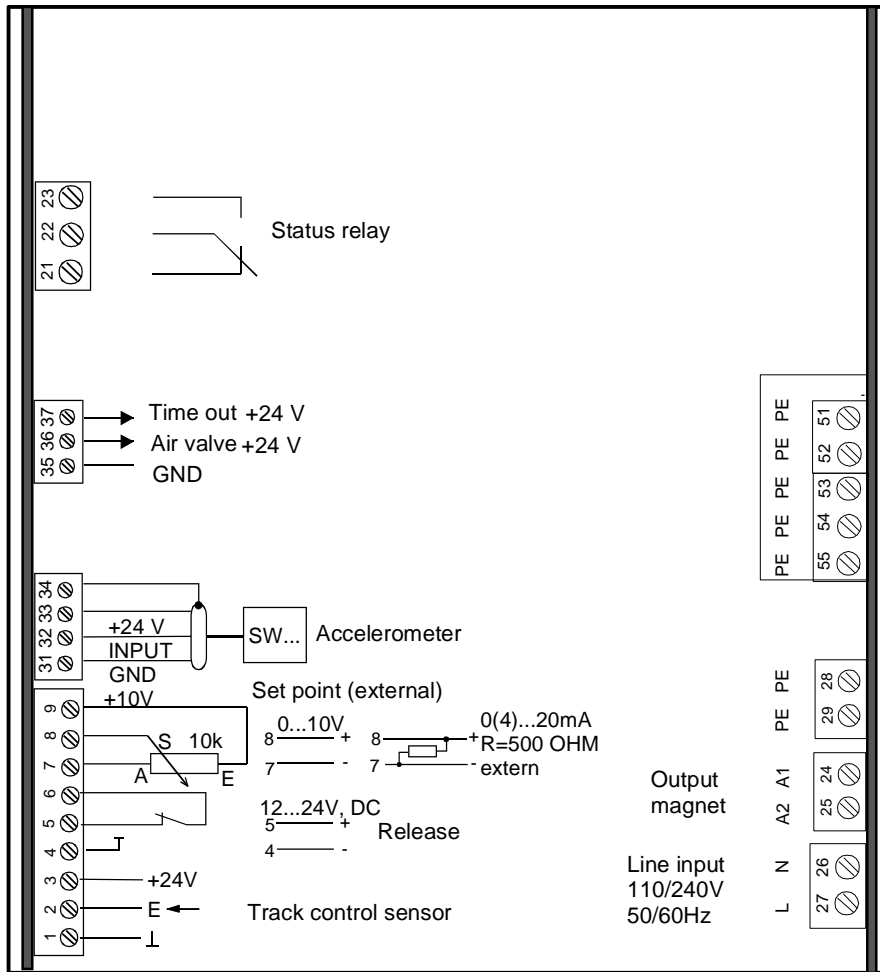 23
22
21
Status relay
37
36
35
Time out +24 V
Air valve +24 V
GND
PE 51
PE 52
PE 53
PE 54
PE 55
34
33
32
31
+24 V
INPUT
GND
SW...
Accelerometer
PE 28
PE 29
9
8
7
6
5
4
3
2
1
+10V
S 10k
A E
Set point (external)
0...10V
8 +
7 -
8 +
7 -
0(4)...20mA
R=500 OHM
extern
12...24V, DC
5 +
4 -
Release
+24V
E
Track control sensor
Output
magnet
A1 24
A2 25
Line input
110/240V
50/60Hz
N 26
L 27